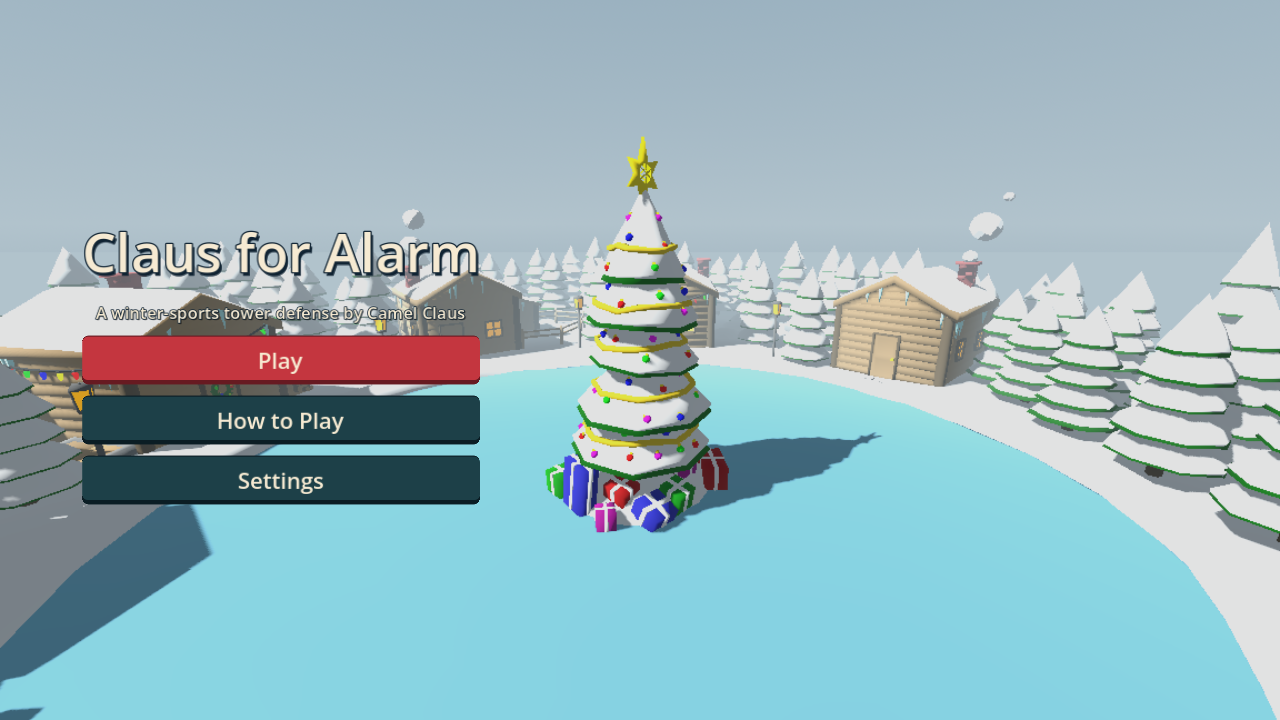 Claus for Alarm
A winter-sports tower defense by Camel Claus
Play
How to Play
Settings